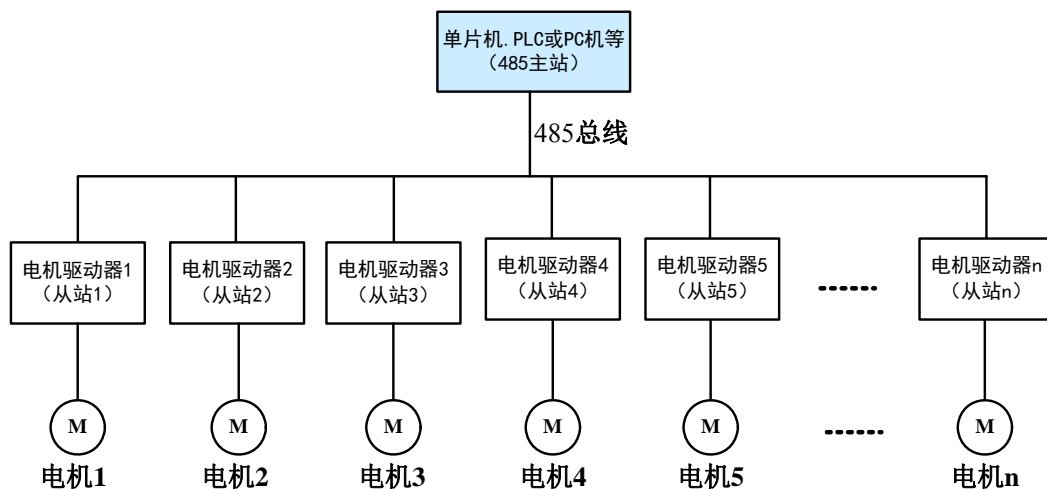 单片机.PLC或PC机等
（485主站）
485总线
电机驱动器1
（从站1）
电机驱动器2
（从站2）
电机驱动器3
（从站3）
电机驱动器4
（从站4）
电机驱动器5
（从站5）
电机驱动器n
（从站n）
M
M
M
M
M
M
电机1
电机2
电机3
电机4
电机5
电机n